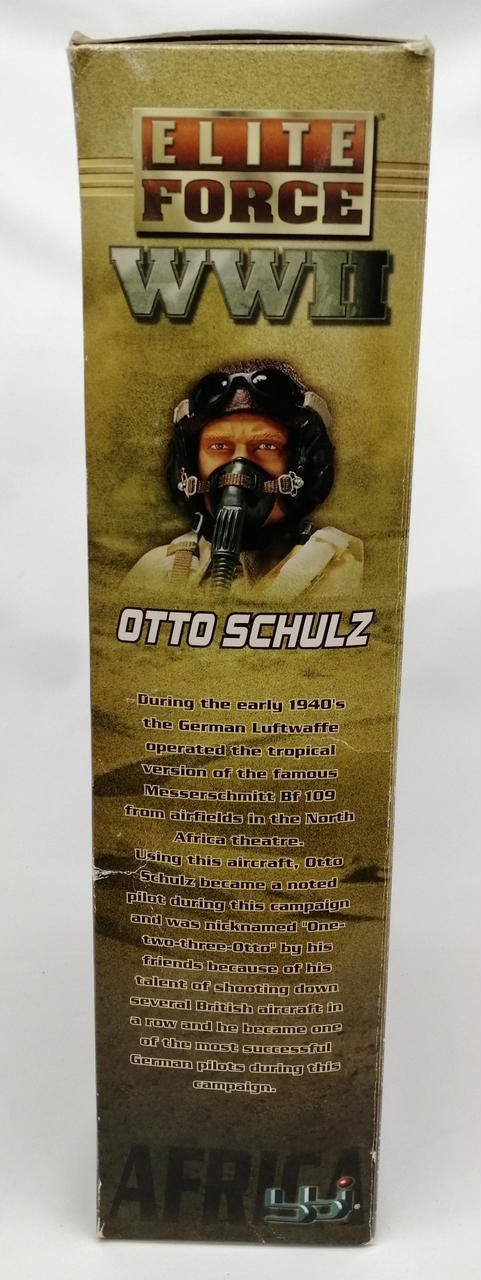 ELITE
FORCE
WWII
OTTO SCHULZ
During the early 1940's
the German Luftwaffe
operated the tropical
version of the famous
Messerschmitt Bf 109
from airfields in the North
Africa theatre.
Using this aircraft, Otto
Schulz became a noted
pilot during this campaign
and was nicknamed "One-
two-three-Otto" by his
friends because of his
talent of shooting down
several British aircraft in
a row and he became one
of the most successful
German pilots during this
campaign.
AFRICA
bbi®